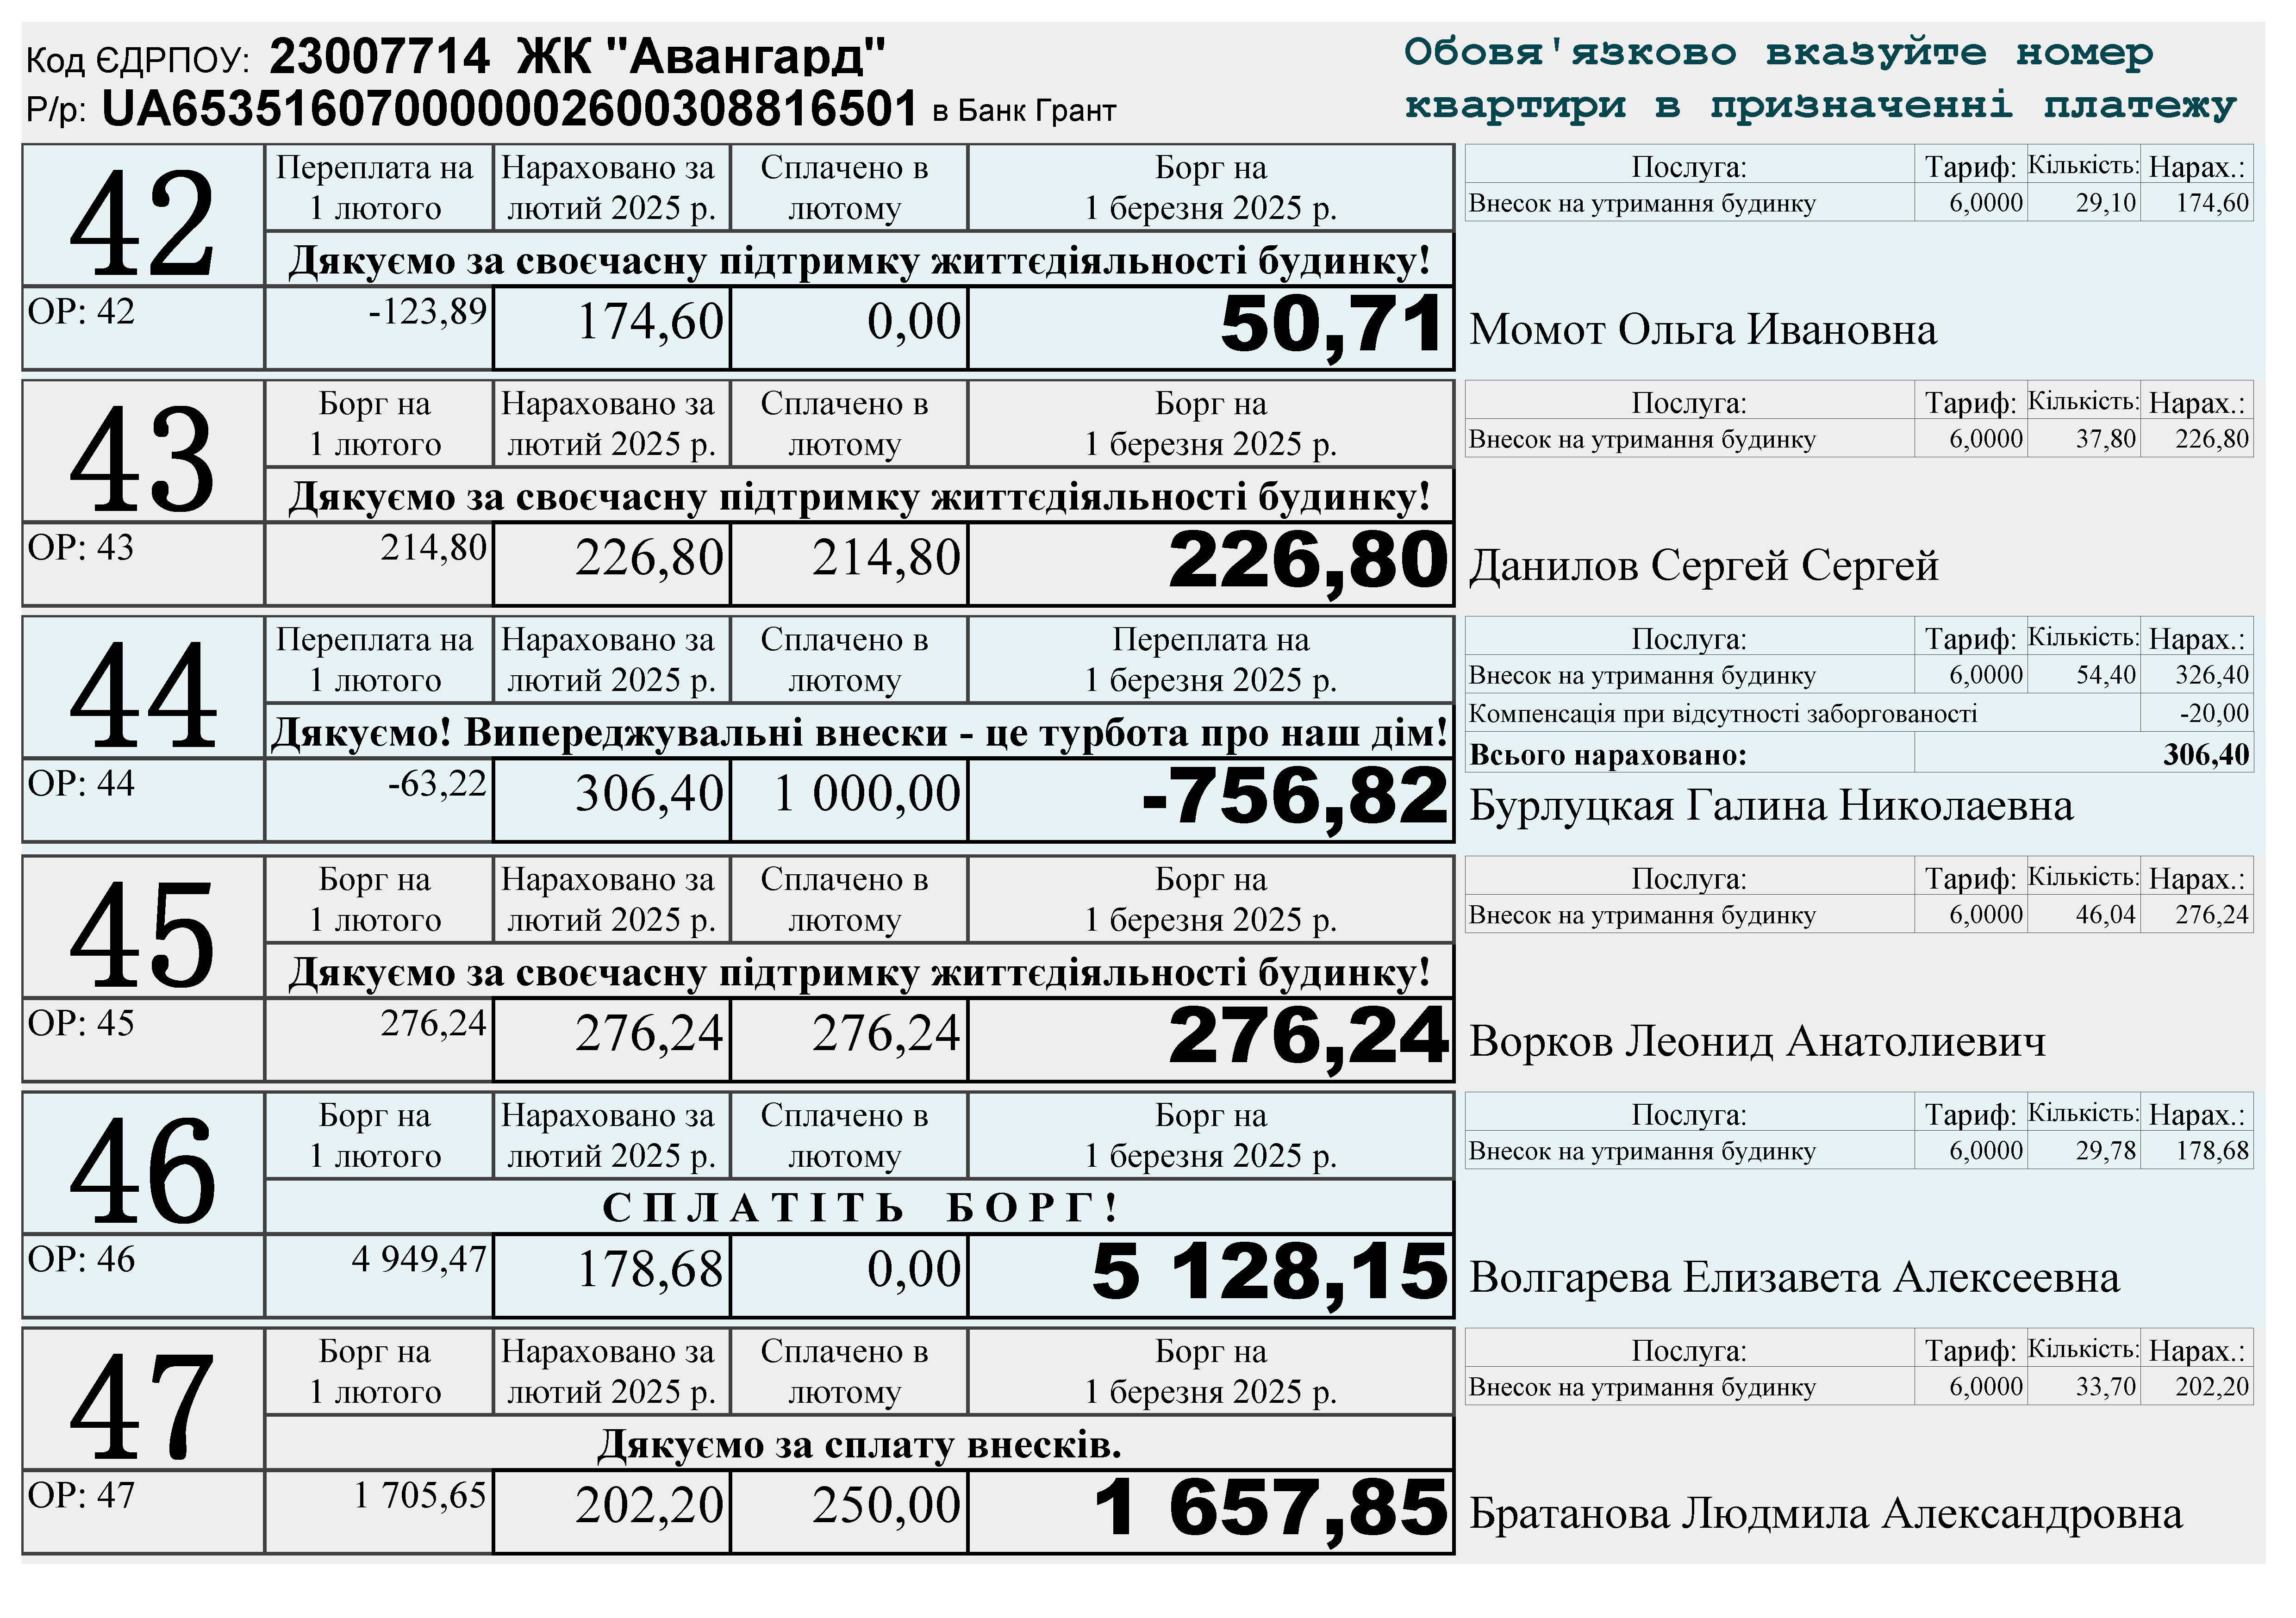 Код ЄДРПОУ: 23007714 ЖК "Авангард"
Р/р: UA65351607000000026003088165​01 в Банк Грант
Обовя'язково вказуйте номер
квартири в призначенні платежу
42
Переплата на
1 лютого
Нараховано за
лютий 2025 р.
Сплачено в
лютому
Борг на
1 березня 2025 р.
Дякуємо за своєчасну підтримку життєдіяльності будинку!
ОР: 42 -123,89 174,60 0,00 50,71
Послуга: Тариф: Кількість: Нарах.:
Внесок на утримання будинку 6,0000 29,10 174,60
Момот Ольга Ивановна
43
Борг на
1 лютого
Нараховано за
лютий 2025 р.
Сплачено в
лютому
Борг на
1 березня 2025 р.
Дякуємо за своєчасну підтримку життєдіяльності будинку!
ОР: 43 214,80 226,80 214,80 226,80
Послуга: Тариф: Кількість: Нарах.:
Внесок на утримання будинку 6,0000 37,80 226,80
Данилов Сергей Сергей
44
Переплата на
1 лютого
Нараховано за
лютий 2025 р.
Сплачено в
лютому
Переплата на
1 березня 2025 р.
Дякуємо! Випереджувальні внески - це турбота про наш дім!
ОР: 44 -63,22 306,40 1 000,00 -756,82
Послуга: Тариф: Кількість: Нарах.:
Внесок на утримання будинку 6,0000 54,40 326,40
Компенсація при відсутності заборгованості -20,00
Всього нараховано: 306,40
Бурлуцкая Галина Николаевна
45
Борг на
1 лютого
Нараховано за
лютий 2025 р.
Сплачено в
лютому
Борг на
1 березня 2025 р.
Дякуємо за своєчасну підтримку життєдіяльності будинку!
ОР: 45 276,24 276,24 276,24 276,24
Послуга: Тариф: Кількість: Нарах.:
Внесок на утримання будинку 6,0000 46,04 276,24
Ворков Леонид Анатолиевич
46
Борг на
1 лютого
Нараховано за
лютий 2025 р.
Сплачено в
лютому
Борг на
1 березня 2025 р.
С П Л А Т І Т Ь Б О Р Г !
ОР: 46 4 949,47 178,68 0,00 5 128,15
Послуга: Тариф: Кількість: Нарах.:
Внесок на утримання будинку 6,0000 29,78 178,68
Волгарева Елизавета Алексеевна
47
Борг на
1 лютого
Нараховано за
лютий 2025 р.
Сплачено в
лютому
Борг на
1 березня 2025 р.
Дякуємо за сплату внесків.
ОР: 47 1 705,65 202,20 250,00 1 657,85
Послуга: Тариф: Кількість: Нарах.:
Внесок на утримання будинку 6,0000 33,70 202,20
Братанова Людмила Александровна